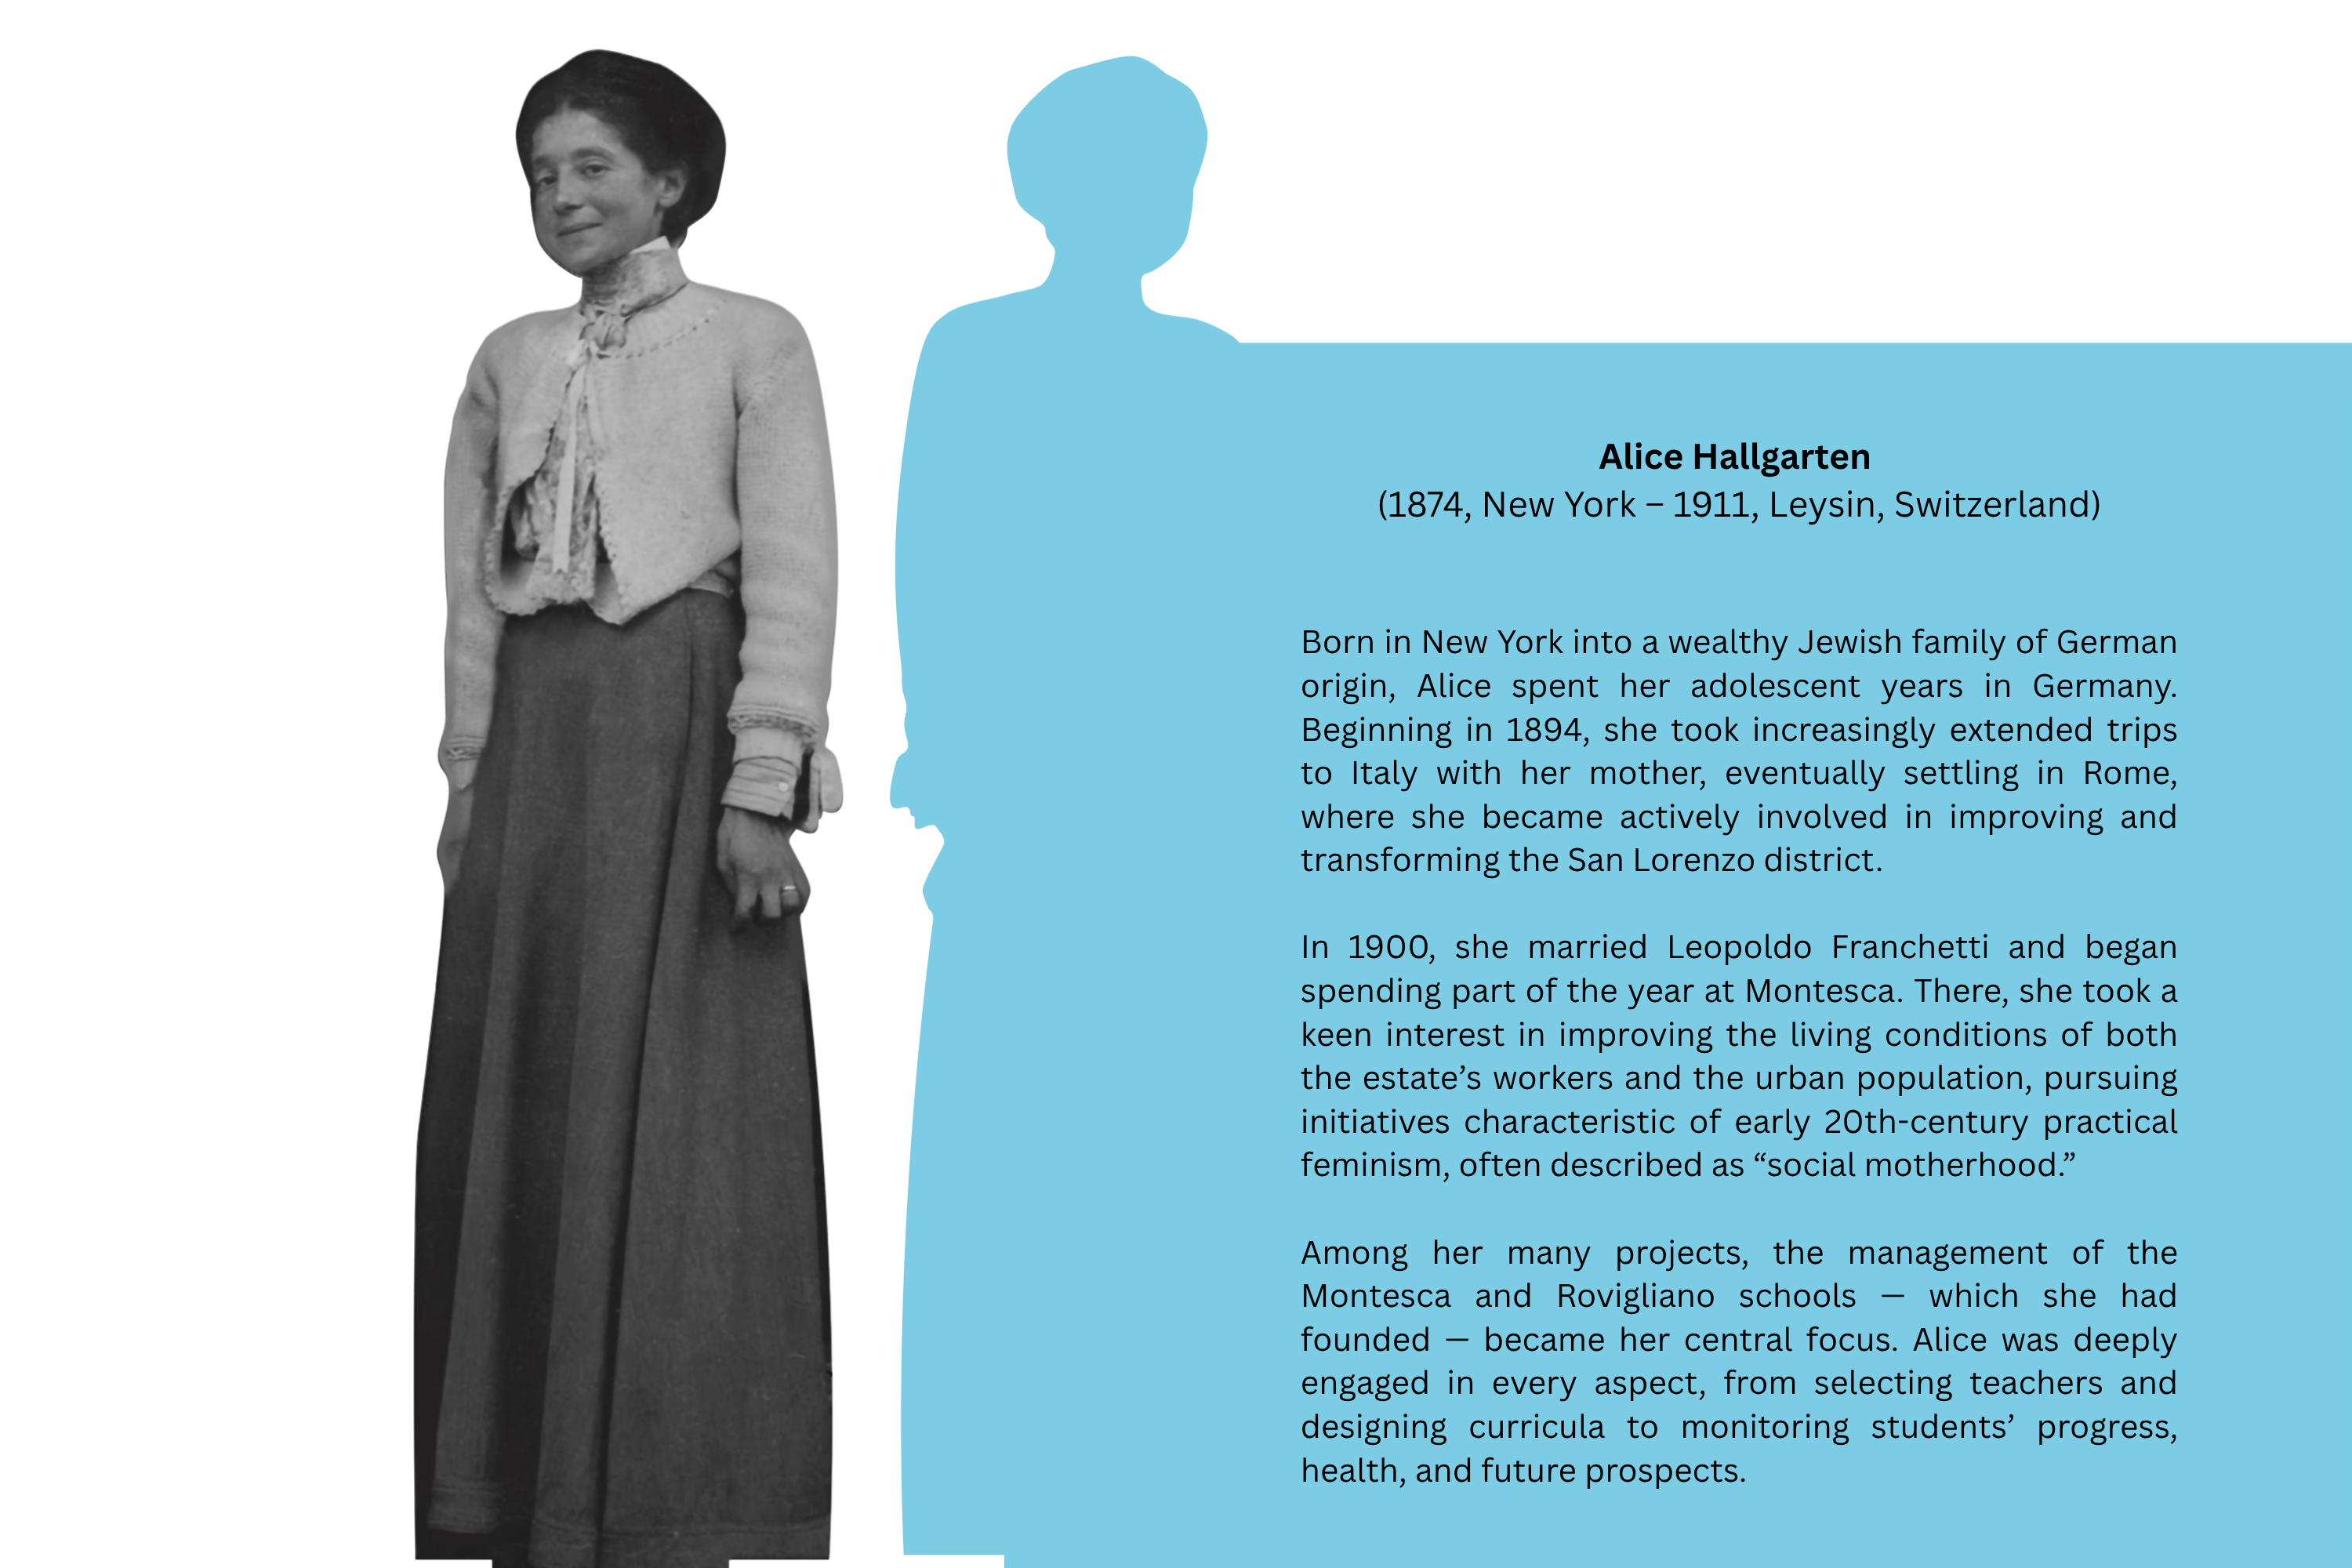 Alice Hallgarten
(1874, New York – 1911, Leysin, Switzerland)
Born in New York into a wealthy Jewish family of German
origin, Alice spent her adolescent years in Germany.
Beginning in 1894, she took increasingly extended trips
to Italy with her mother, eventually settling in Rome,
where she became actively involved in improving and
transforming the San Lorenzo district.
In 1900, she married Leopoldo Franchetti and began
spending part of the year at Montesca. There, she took a
keen interest in improving the living conditions of both
the estate’s workers and the urban population, pursuing
initiatives characteristic of early 20th-century practical
feminism, often described as “social motherhood.”
Among her many projects, the management of the
Montesca and Rovigliano schools — which she had
founded — became her central focus. Alice was deeply
engaged in every aspect, from selecting teachers and
designing curricula to monitoring students’ progress,
health, and future prospects.